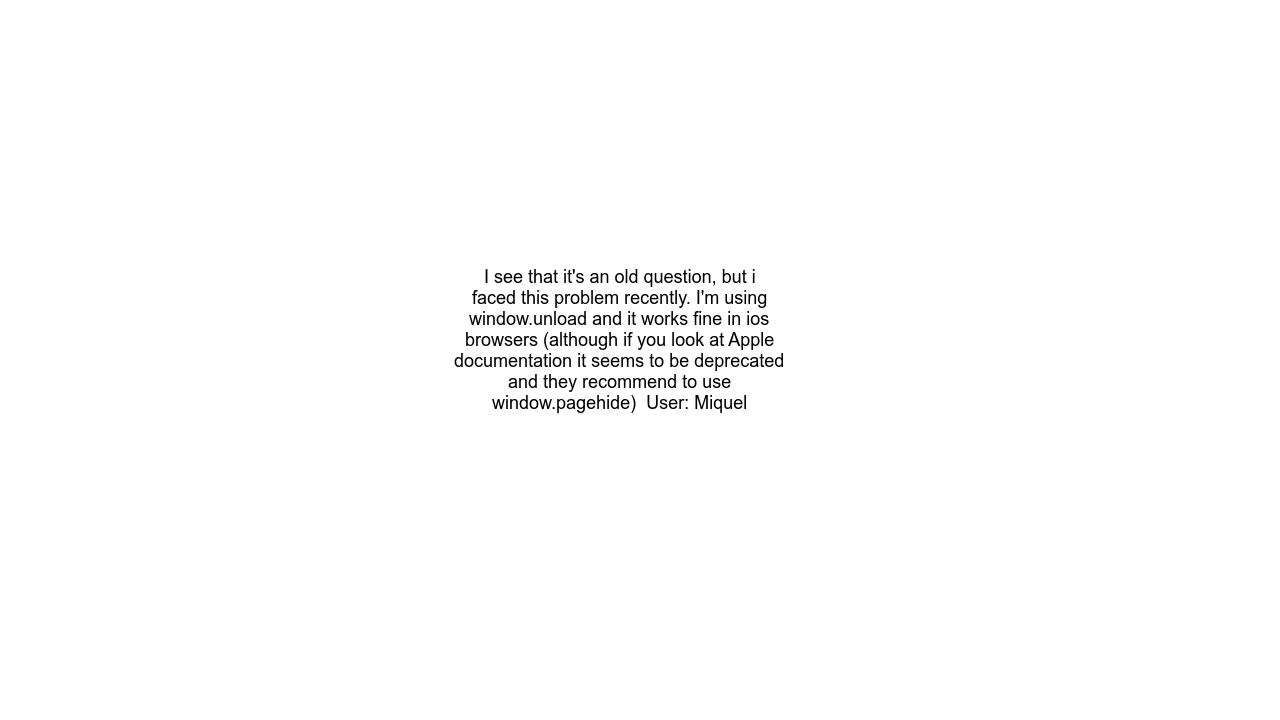 I see that it's an old question, but i
faced this problem recently. I'm using
window.unload and it works fine in ios
browsers (although if you look at Apple
documentation it seems to be deprecated
and they recommend to use
window.pagehide)  User: Miquel